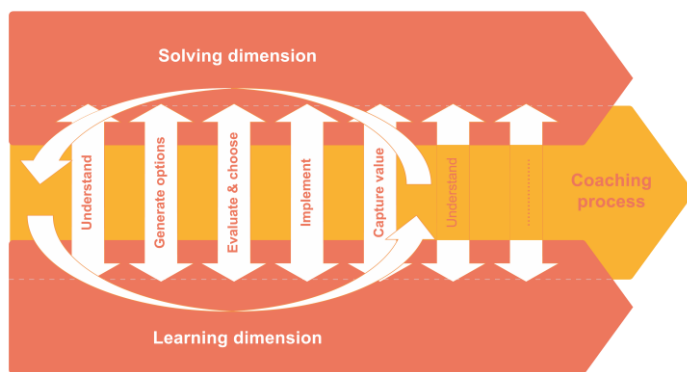 Solving dimension
Understand
Generate options
Evaluate & choose
Implement
Capture value
Understand
............
Coaching
process
Learning dimension